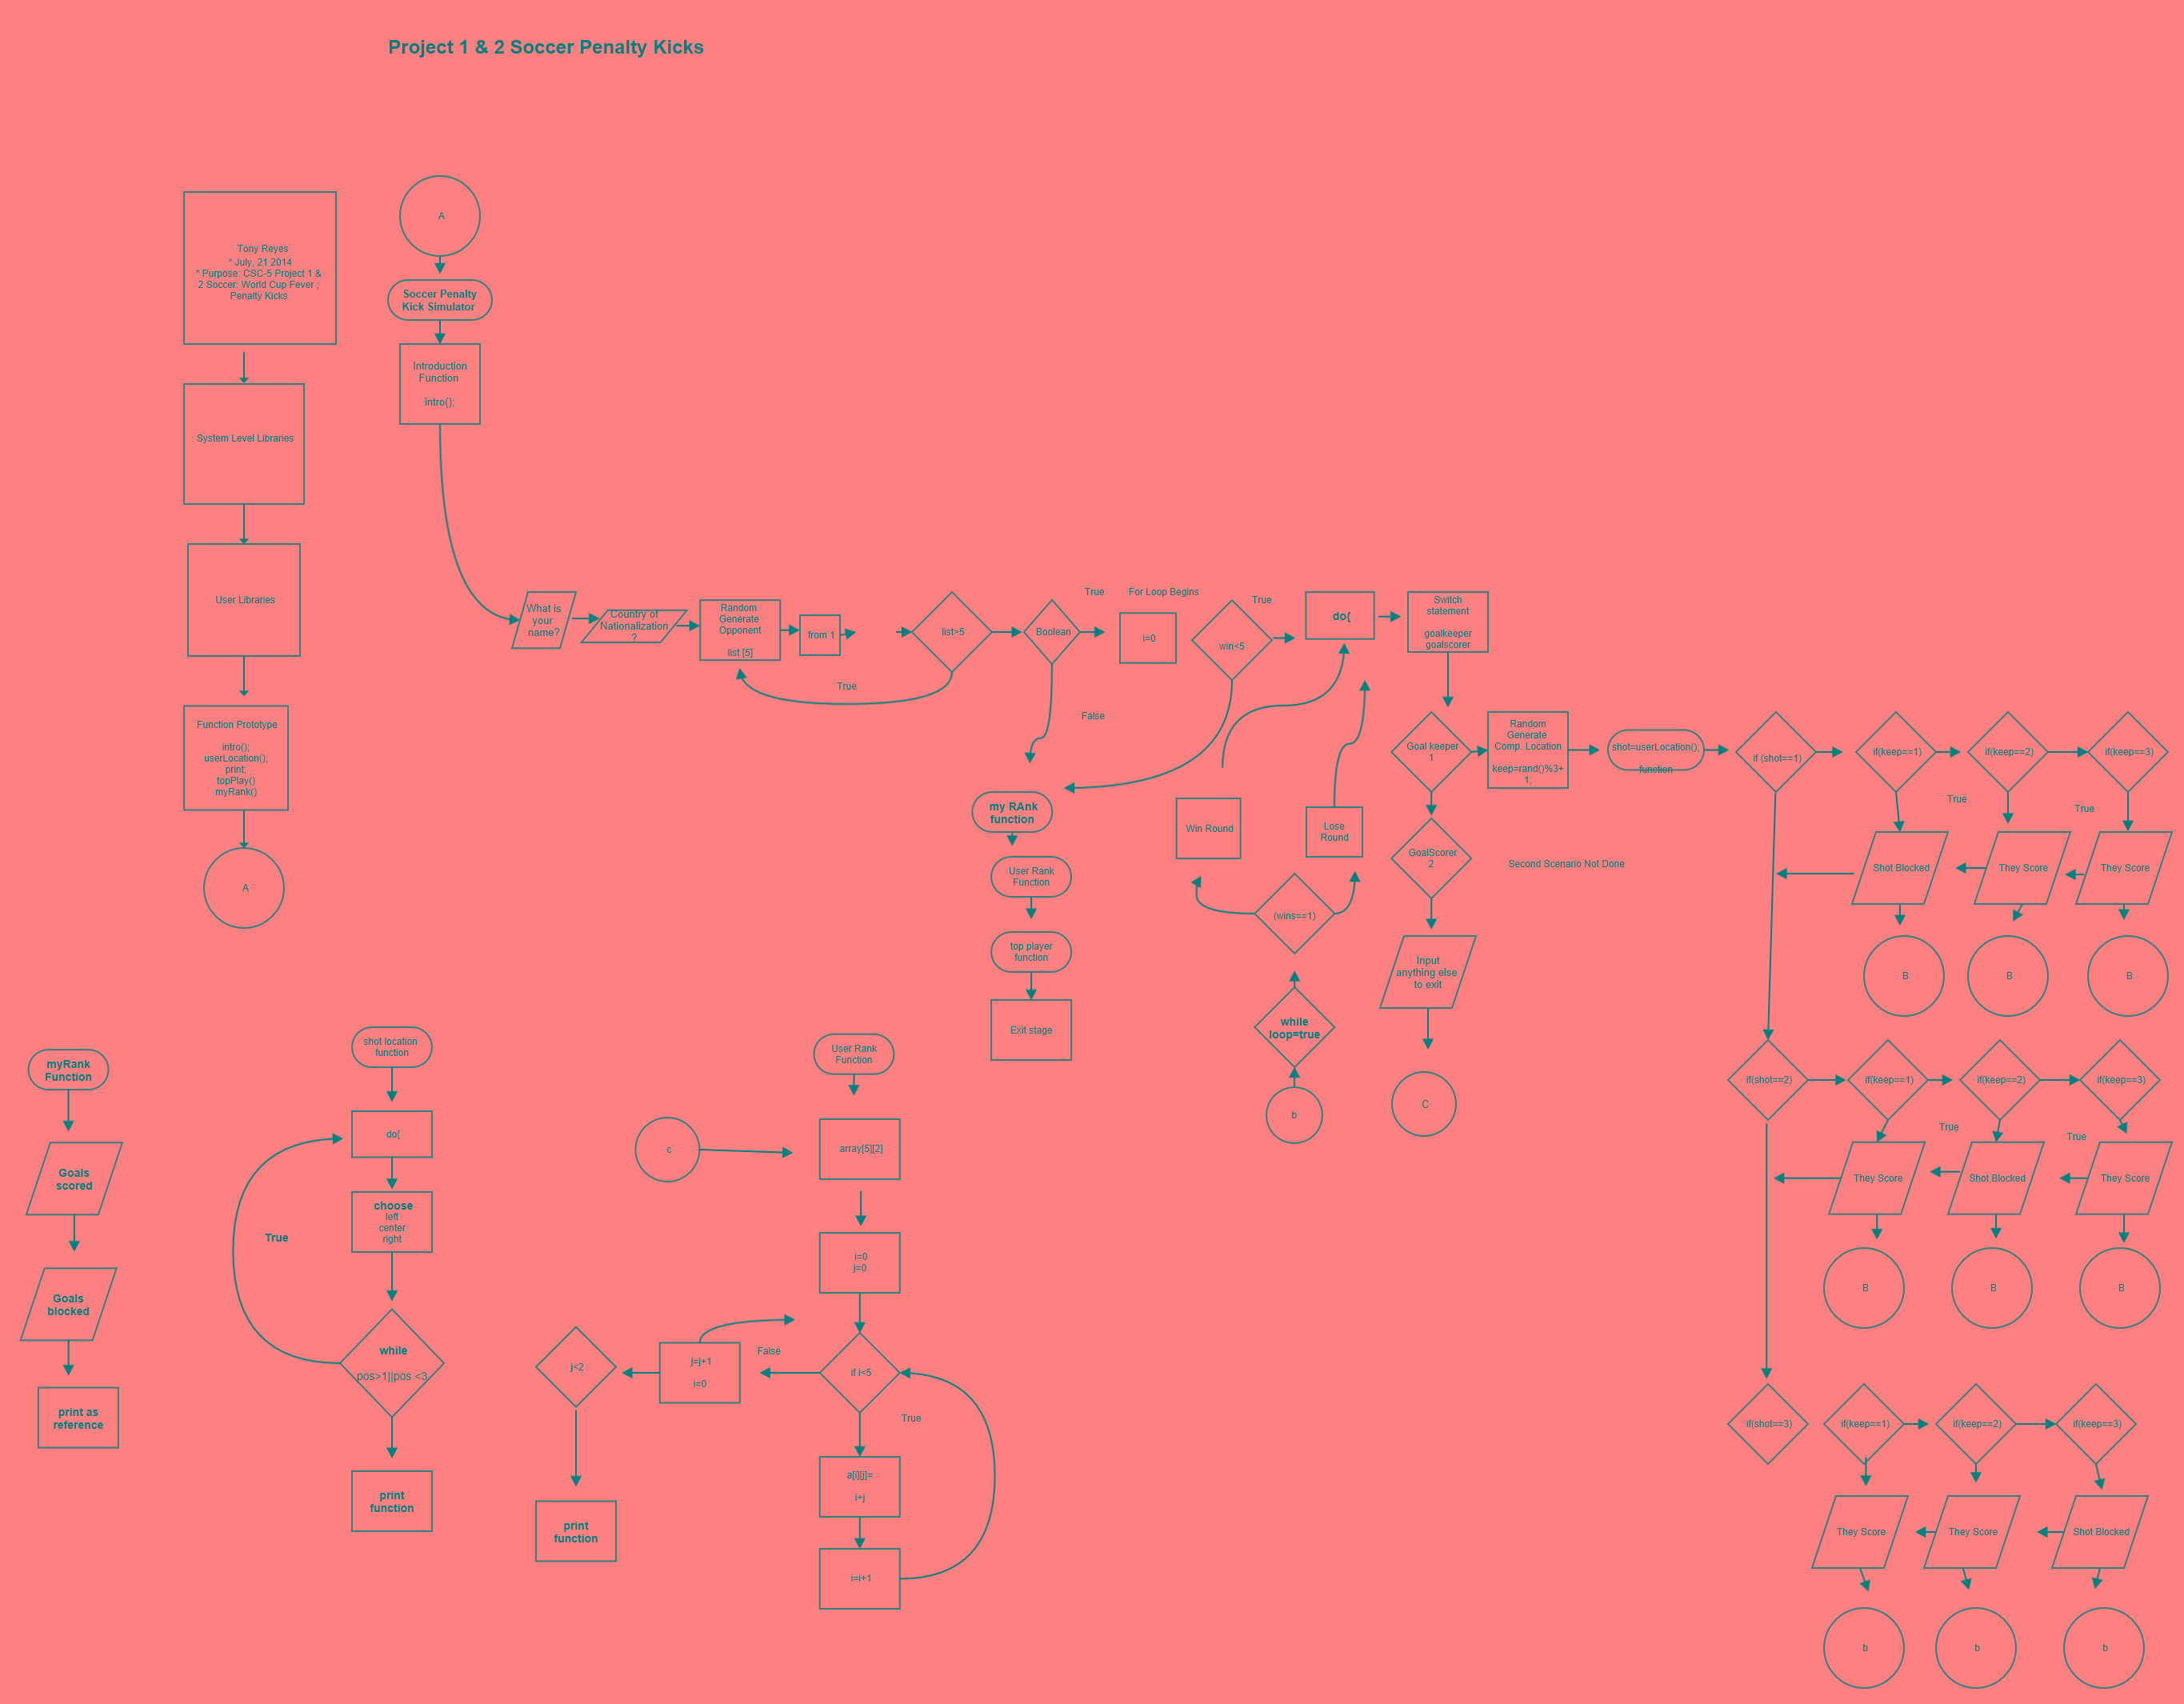 Project 1 & 2 Soccer Penalty Kicks
Tony Reyes
* July, 21 2014
* Purpose: CSC-5 Project 1 &
2 Soccer: World Cup Fever ;
Penalty Kicks
System Level Libraries
User Libraries
Function Prototype
intro();
userLocation();
print;
topPlay()
myRank()
A
A
Soccer Penalty
Kick Simulator
Introduction
Function
intro();
What is
your
name?
Country of
Nationalization
?
Random
Generate
Opponent
list [5]
from 1
list>5
True
Boolean
True
False
For Loop Begins
i=0
win<5
True
do{
Switch
statement
goalkeeper
goalscorer
my RAnk
function
User Rank
Function
top player
function
Exit stage
Win Round
Lose
Round
(wins==1)
while
loop=true
b
Goal keeper
1
GoalScorer
2
Input
anything else
to exit
C
Random
Generate
Comp. Location
keep=rand()%3+
1;
Second Scenario Not Done
shot=userLocation();
function
if (shot==1)
if(keep==1)
if(keep==2)
if(keep==3)
True
True
Shot Blocked
They Score
They Score
B
B
B
if(shot==2)
if(keep==1)
if(keep==2)
if(keep==3)
True
True
They Score
Shot Blocked
They Score
B
B
B
if(shot==3)
if(keep==1)
if(keep==2)
if(keep==3)
They Score
They Score
Shot Blocked
b
b
b
myRank
Function
Goals
scored
Goals
blocked
print as
reference
shot location
function
do{
choose
left
center
right
True
while
pos>1||pos <3
print
function
User Rank
Function
c
array[5][2]
i=0
j=0
if i<5
False
True
j=j+1
i=0
j<2
print
function
a[i][j]=
i+j
i=i+1